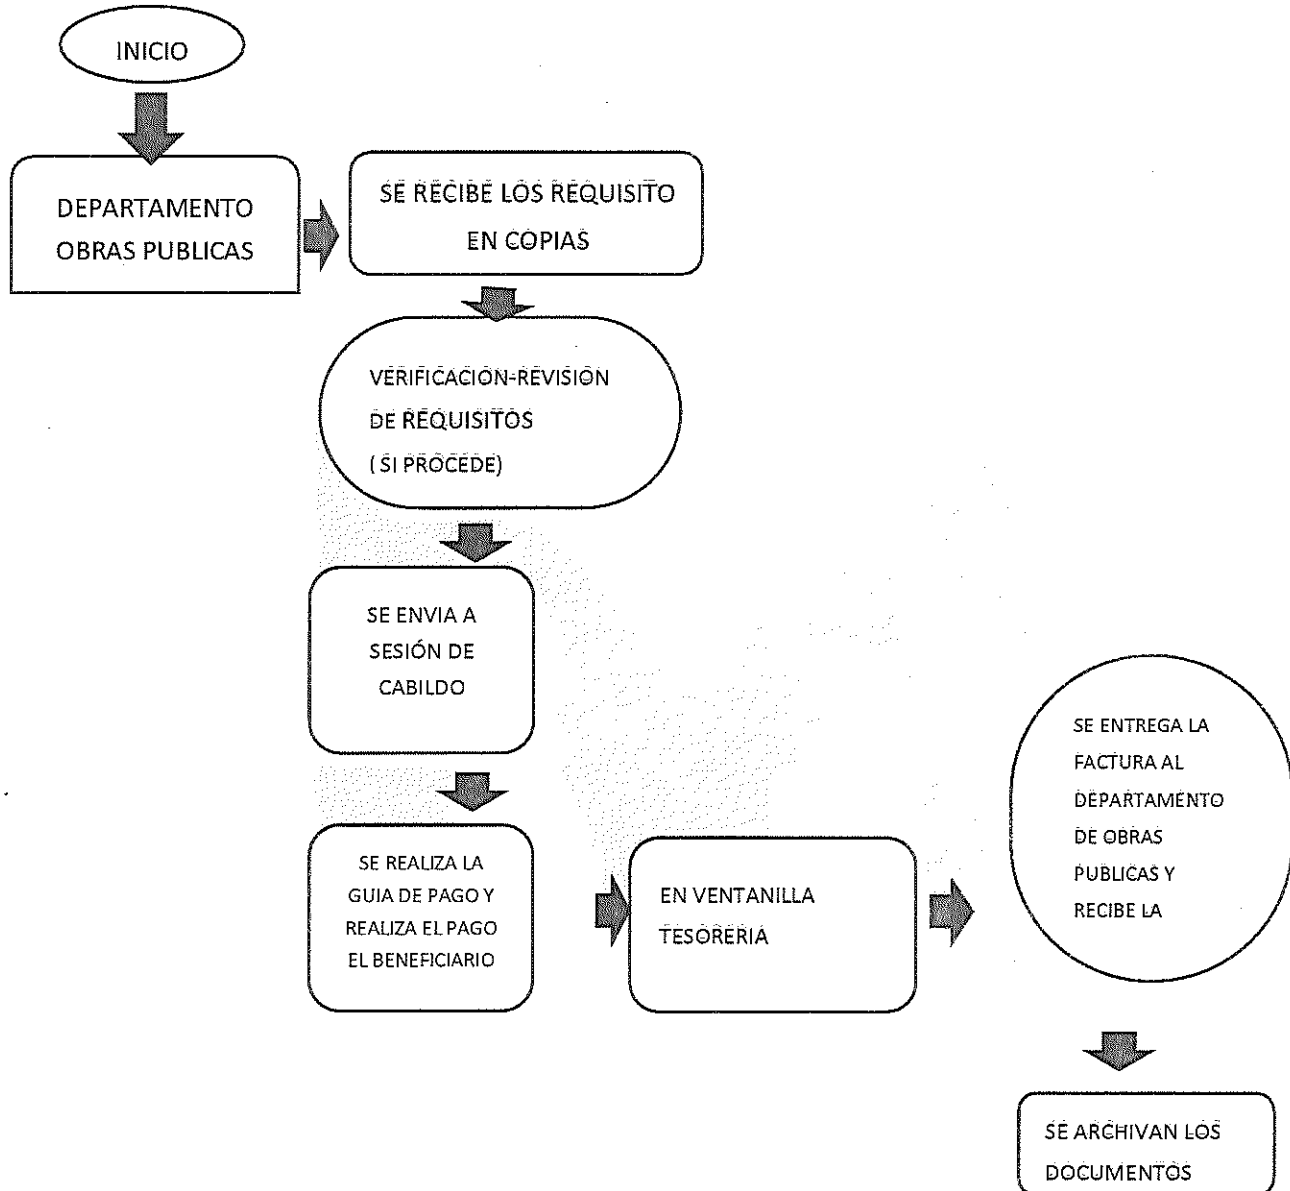 INICIO
DEPARTAMENTO
OBRAS PUBLICAS
SE RECIBE LOS REQUISITO
EN COPIAS
VERIFICACIÓN-REVISIÓN
DE REQUISITOS
( SI PROCEDE)
SE ENVIA A
SESIÓN DE
CABILDO
SE REALIZA LA
GUIA DE PAGO Y
REALIZA EL PAGO
EL BENEFICIARIO
EN VENTANILLA
TESORERIA
SE ENTREGA LA
FACTURA AL
DEPARTAMENTO
DE OBRAS
PUBLICAS Y
RECIBE LA
SE ARCHIVAN LOS
DOCUMENTOS